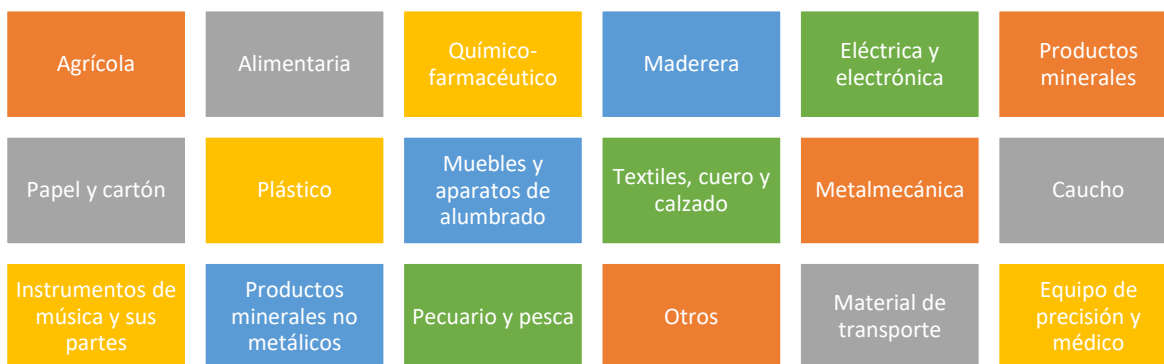 Agrícola
Alimentaria
Químico-
farmacéutico
Maderera
Eléctrica y
electrónica
Productos
minerales
Papel y cartón
Plástico
Muebles y
aparatos de
alumbrado
Textiles, cuero y
calzado
Metalmecánica
Caucho
Instrumentos de
música y sus
partes
Productos
minerales no
metálicos
Pecuario y pesca
Otros
Material de
transporte
Equipo de
precisión y
médico